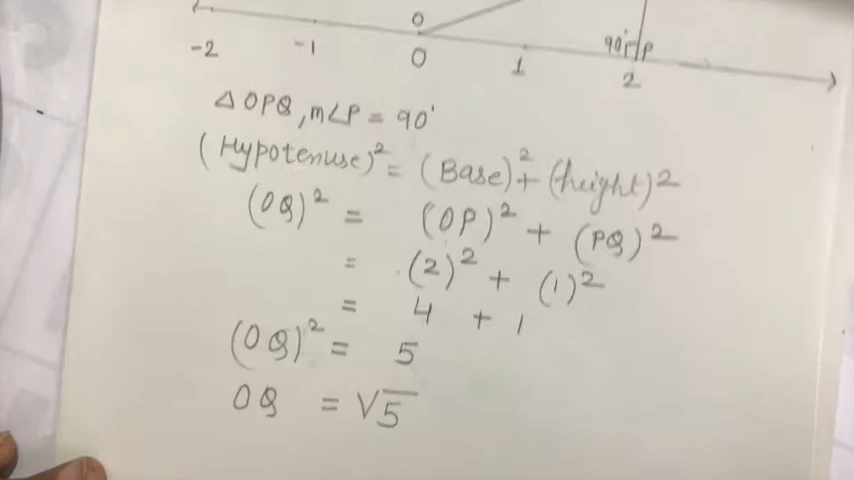 0
90° P
-2 -1 0 1 2
Δ OPQ, m∠P = 90°
(Hypotenuse)² = (Base)² + (height)²
(OQ)² = (OP)² + (PQ)²
= (2)² + (1)²
= 4 + 1
(OQ)² = 5
OQ = √5